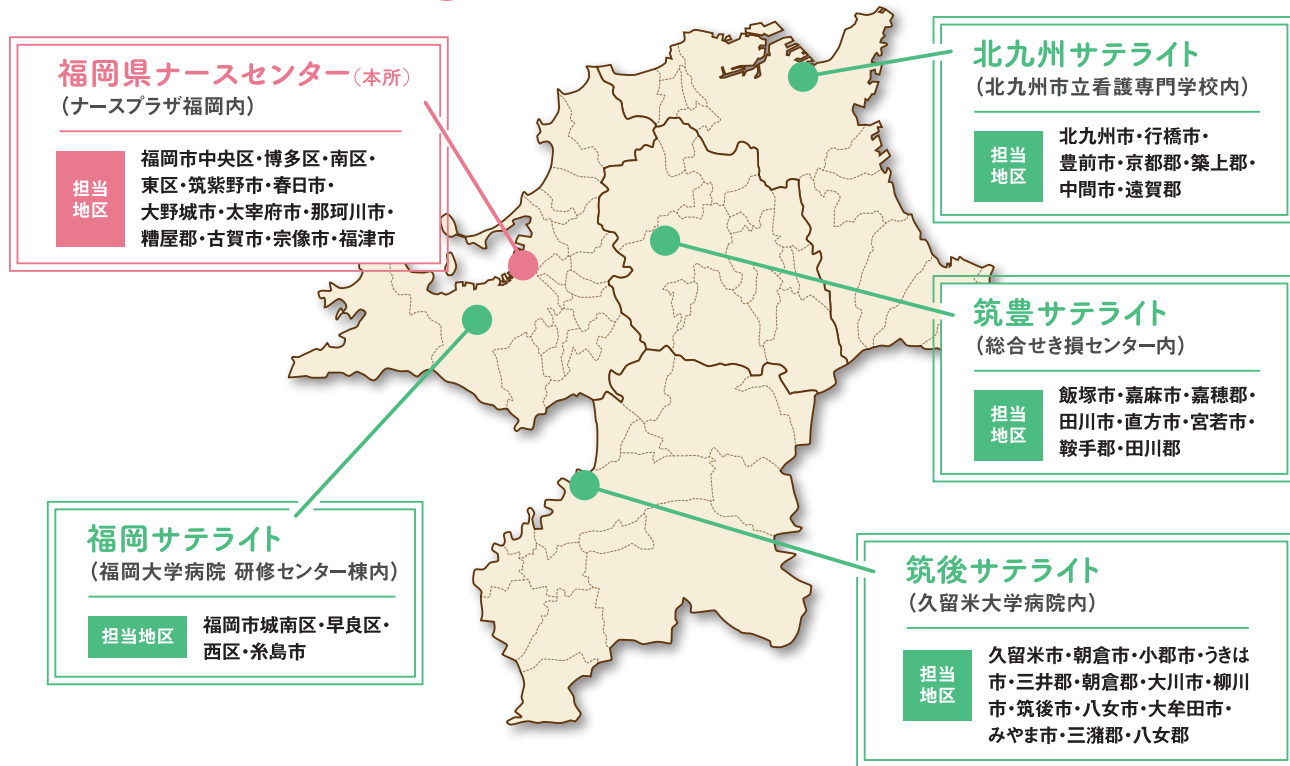 福岡県ナースセンター（本所）
（ナースプラザ福岡内）
担当
地区
福岡市中央区・博多区・南区・
東区・筑紫野市・春日市・
大野城市・太宰府市・那珂川市・
糟屋郡・古賀市・宗像市・福津市
北九州サテライト
（北九州市立看護専門学校内）
担当
地区
北九州市・行橋市・
豊前市・京都郡・築上郡・
中間市・遠賀郡
筑豊サテライト
（総合せき損センター内）
担当
地区
飯塚市・嘉麻市・嘉穂郡・
田川市・直方市・宮若市・
鞍手郡・田川郡
福岡サテライト
（福岡大学病院 研修センター棟内）
担当地区
福岡市城南区・早良区・
西区・糸島市
筑後サテライト
（久留米大学病院内）
担当
地区
久留米市・朝倉市・小郡市・うきは
市・三井郡・朝倉郡・大川市・柳川
市・筑後市・八女市・大牟田市・
みやま市・三潴郡・八女郡